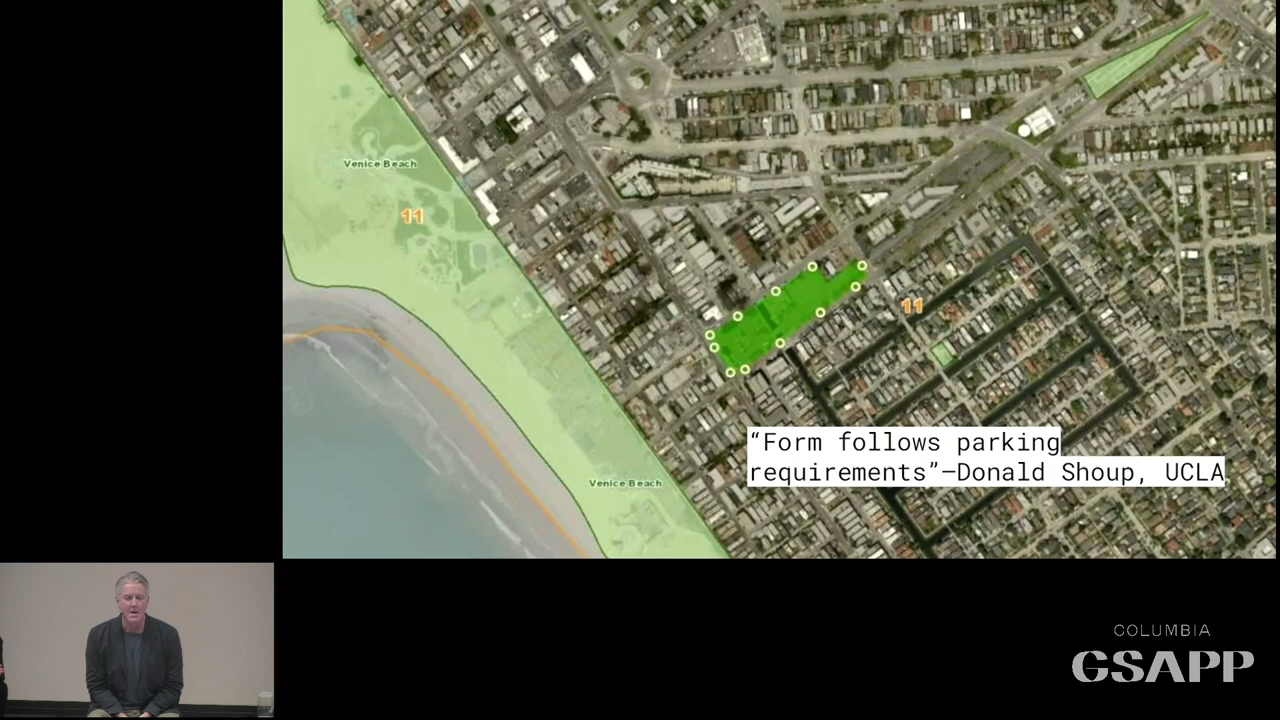 Venice Beach
11
11
"Form follows parking
requirements"—Donald Shoup, UCLA
Venice Beach
COLUMBIA
GSAPP